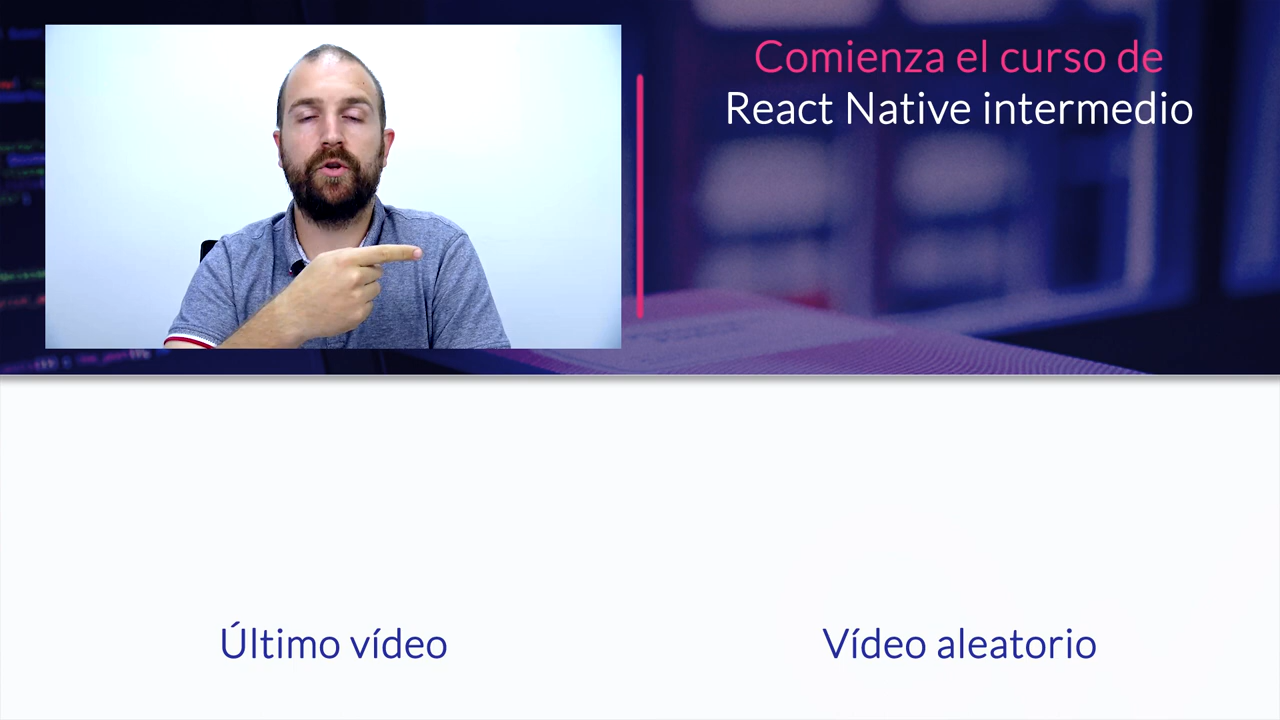 Comienza el curso de
React Native intermedio
Último vídeo
Vídeo aleatorio